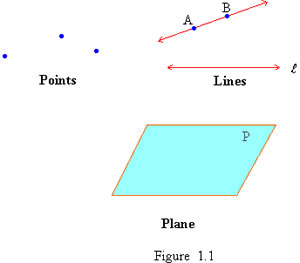 A B
Points Lines ℓ
P
Plane
Figure 1.1